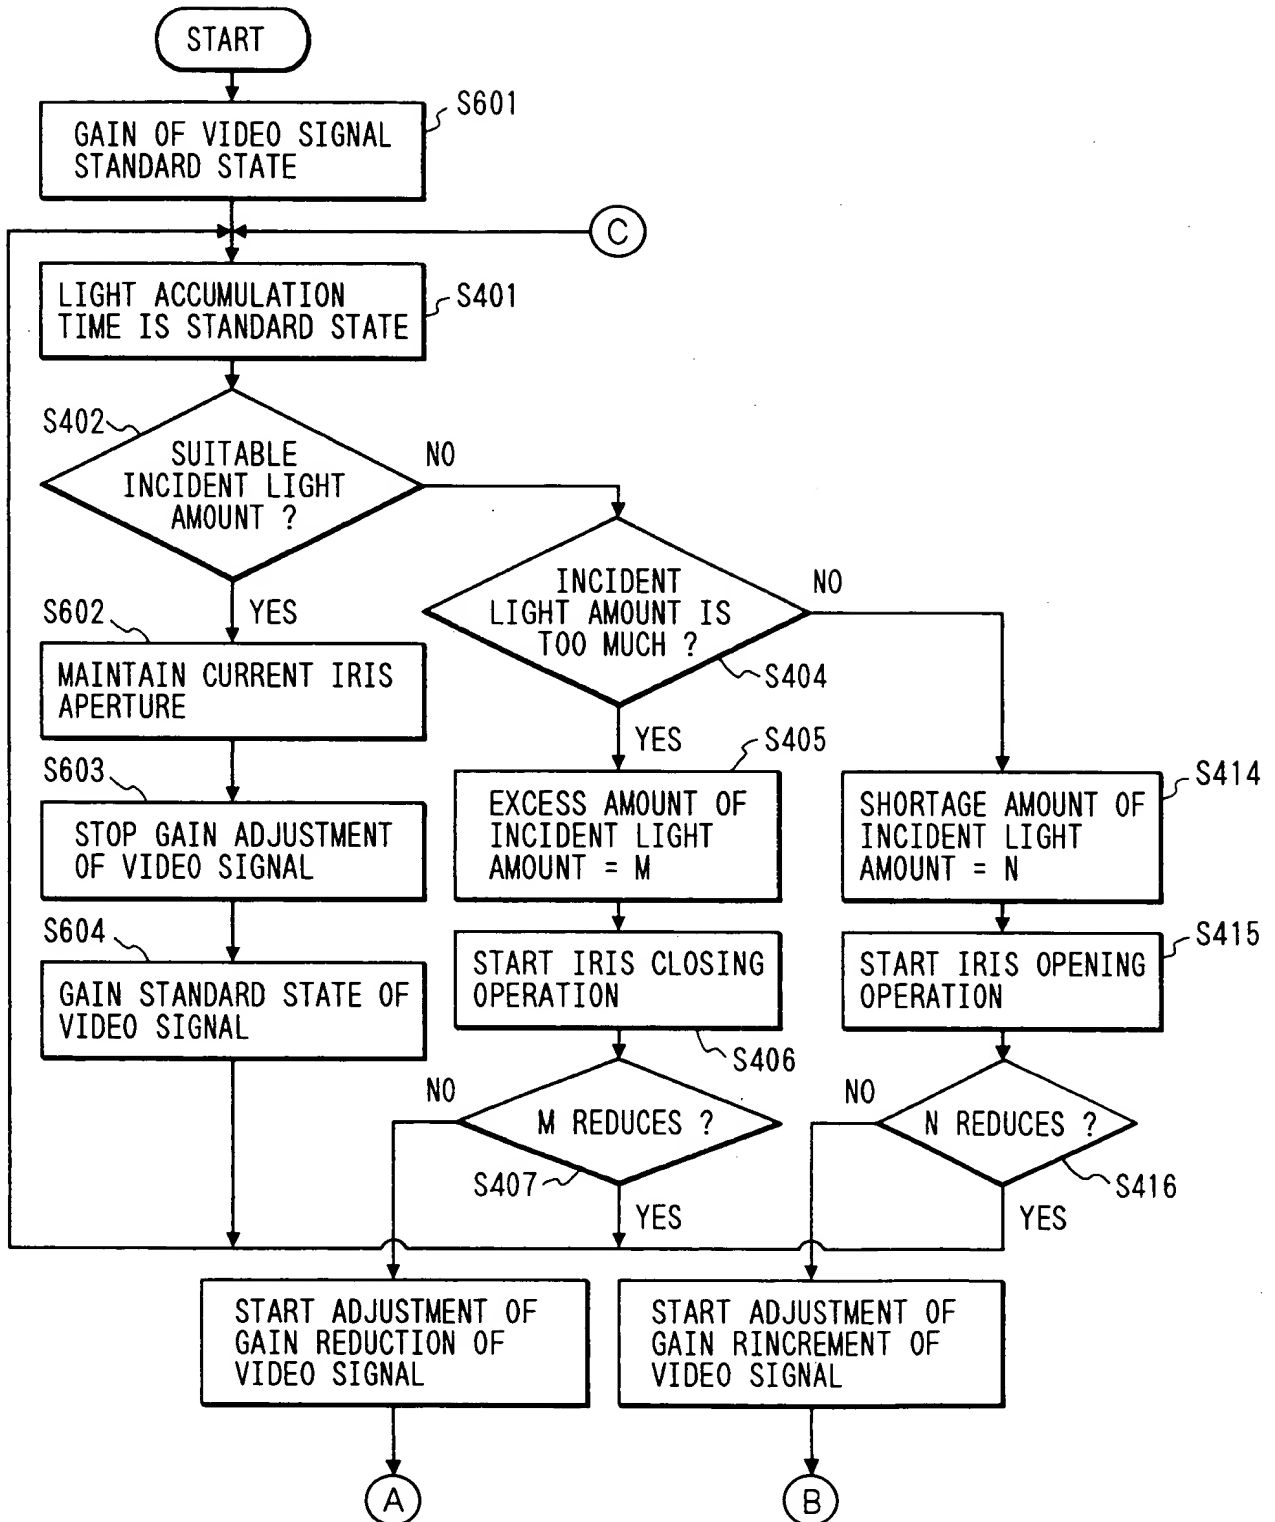 START
GAIN OF VIDEO SIGNAL
STANDARD STATE
S601
C
LIGHT ACCUMULATION
TIME IS STANDARD STATE
S401
S402
SUITABLE
INCIDENT LIGHT
AMOUNT ?
NO
YES
INCIDENT
LIGHT AMOUNT IS
TOO MUCH ?
NO
S404
YES
S602
MAINTAIN CURRENT IRIS
APERTURE
S603
STOP GAIN ADJUSTMENT
OF VIDEO SIGNAL
S604
GAIN STANDARD STATE OF
VIDEO SIGNAL
S405
EXCESS AMOUNT OF
INCIDENT LIGHT
AMOUNT = M
START IRIS CLOSING
OPERATION
S406
NO
M REDUCES ?
S407
YES
S414
SHORTAGE AMOUNT OF
INCIDENT LIGHT
AMOUNT = N
S415
START IRIS OPENING
OPERATION
NO
N REDUCES ?
S416
YES
START ADJUSTMENT OF
GAIN REDUCTION OF
VIDEO SIGNAL
START ADJUSTMENT OF
GAIN RINCREMENT OF
VIDEO SIGNAL
A
B